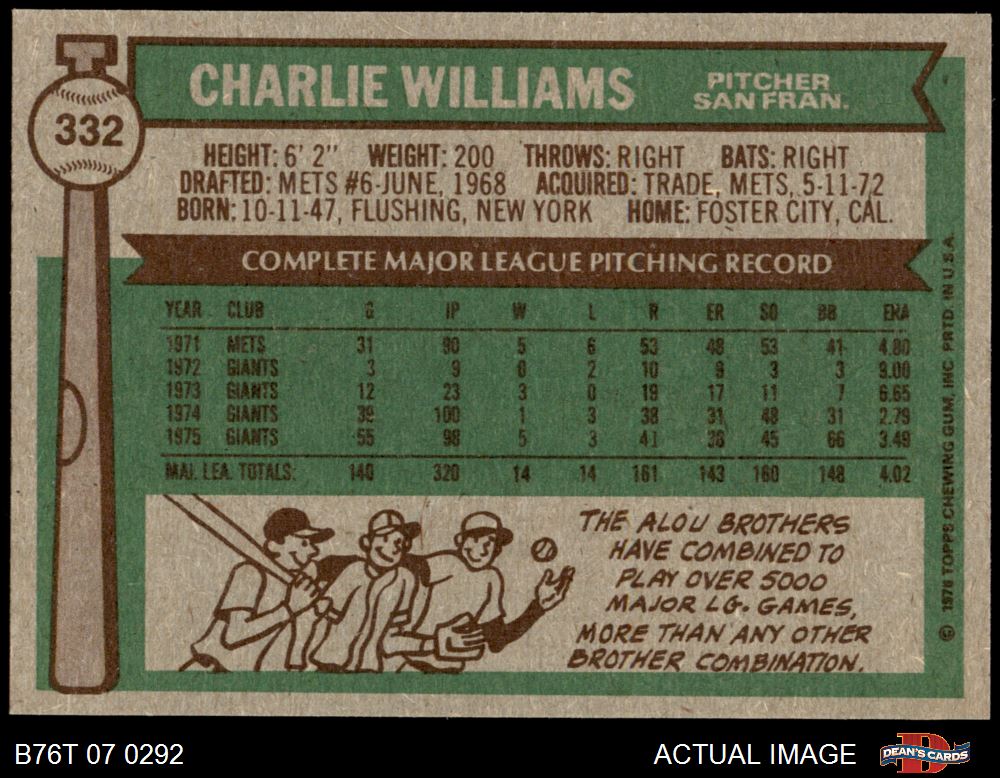 332
CHARLIE WILLIAMS
PITCHER
SAN FRAN.
HEIGHT: 6' 2" WEIGHT: 200 THROWS: RIGHT BATS: RIGHT
DRAFTED: METS #6-JUNE, 1968 ACQUIRED: TRADE, METS, 5-11-72
BORN: 10-11-47, FLUSHING, NEW YORK HOME: FOSTER CITY, CAL.
COMPLETE MAJOR LEAGUE PITCHING RECORD
YEAR CLUB G IP W L R ER SO BB ERA
1971 METS 31 90 5 6 53 48 53 41 4.80
1972 GIANTS 3 9 0 2 10 9 3 3 9.00
1973 GIANTS 12 23 3 0 19 17 11 7 6.65
1974 GIANTS 39 100 1 3 38 31 48 31 2.79
1975 GIANTS 55 98 5 3 41 38 45 66 3.49
MAJ. LEA. TOTALS: 140 320 14 14 161 143 160 148 4.02
THE ALOU BROTHERS
HAVE COMBINED TO
PLAY OVER 5000
MAJOR LG. GAMES,
MORE THAN ANY OTHER
BROTHER COMBINATION.
© 1976 TOPPS CHEWING GUM, INC. PRTD. IN U.S.A.
B76T 07 0292
ACTUAL IMAGE
DEAN'S CARDS